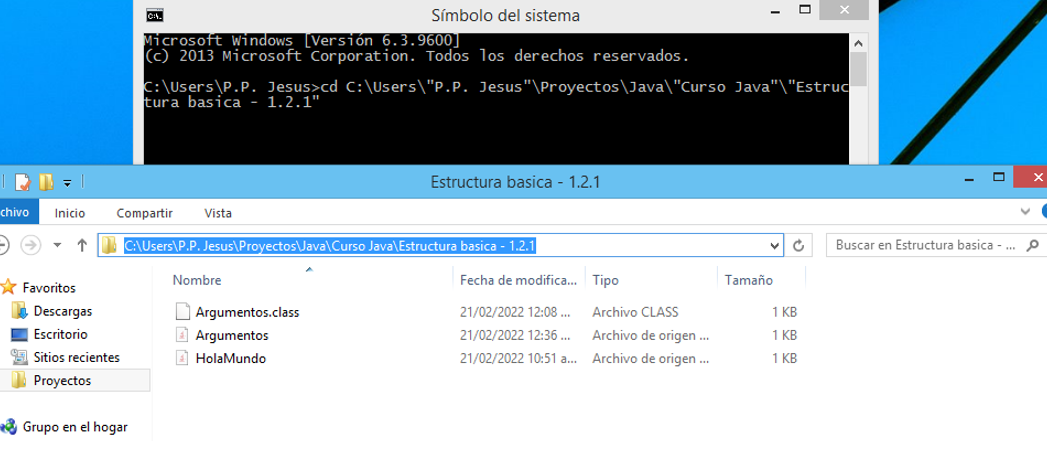 Símbolo del sistema
Microsoft Windows [Versión 6.3.9600]
(c) 2013 Microsoft Corporation. Todos los derechos reservados.
C:\Users\P.P. Jesus>cd C:\Users\"P.P. Jesus"\Proyectos\Java\"Curso Java"\"Estruc
tura basica - 1.2.1"
Estructura basica - 1.2.1
chivo Inicio Compartir Vista
C:\Users\P.P. Jesus\Proyectos\Java\Curso Java\Estructura basica - 1.2.1 Buscar en Estructura basica - ...
Nombre Fecha de modifica... Tipo Tamaño
Favoritos
Argumentos.class 21/02/2022 12:08 ... Archivo CLASS 1 KB
Descargas
Argumentos 21/02/2022 12:36 ... Archivo de origen ... 1 KB
Escritorio
HolaMundo 21/02/2022 10:51 a... Archivo de origen ... 1 KB
Sitios recientes
Proyectos
Grupo en el hogar